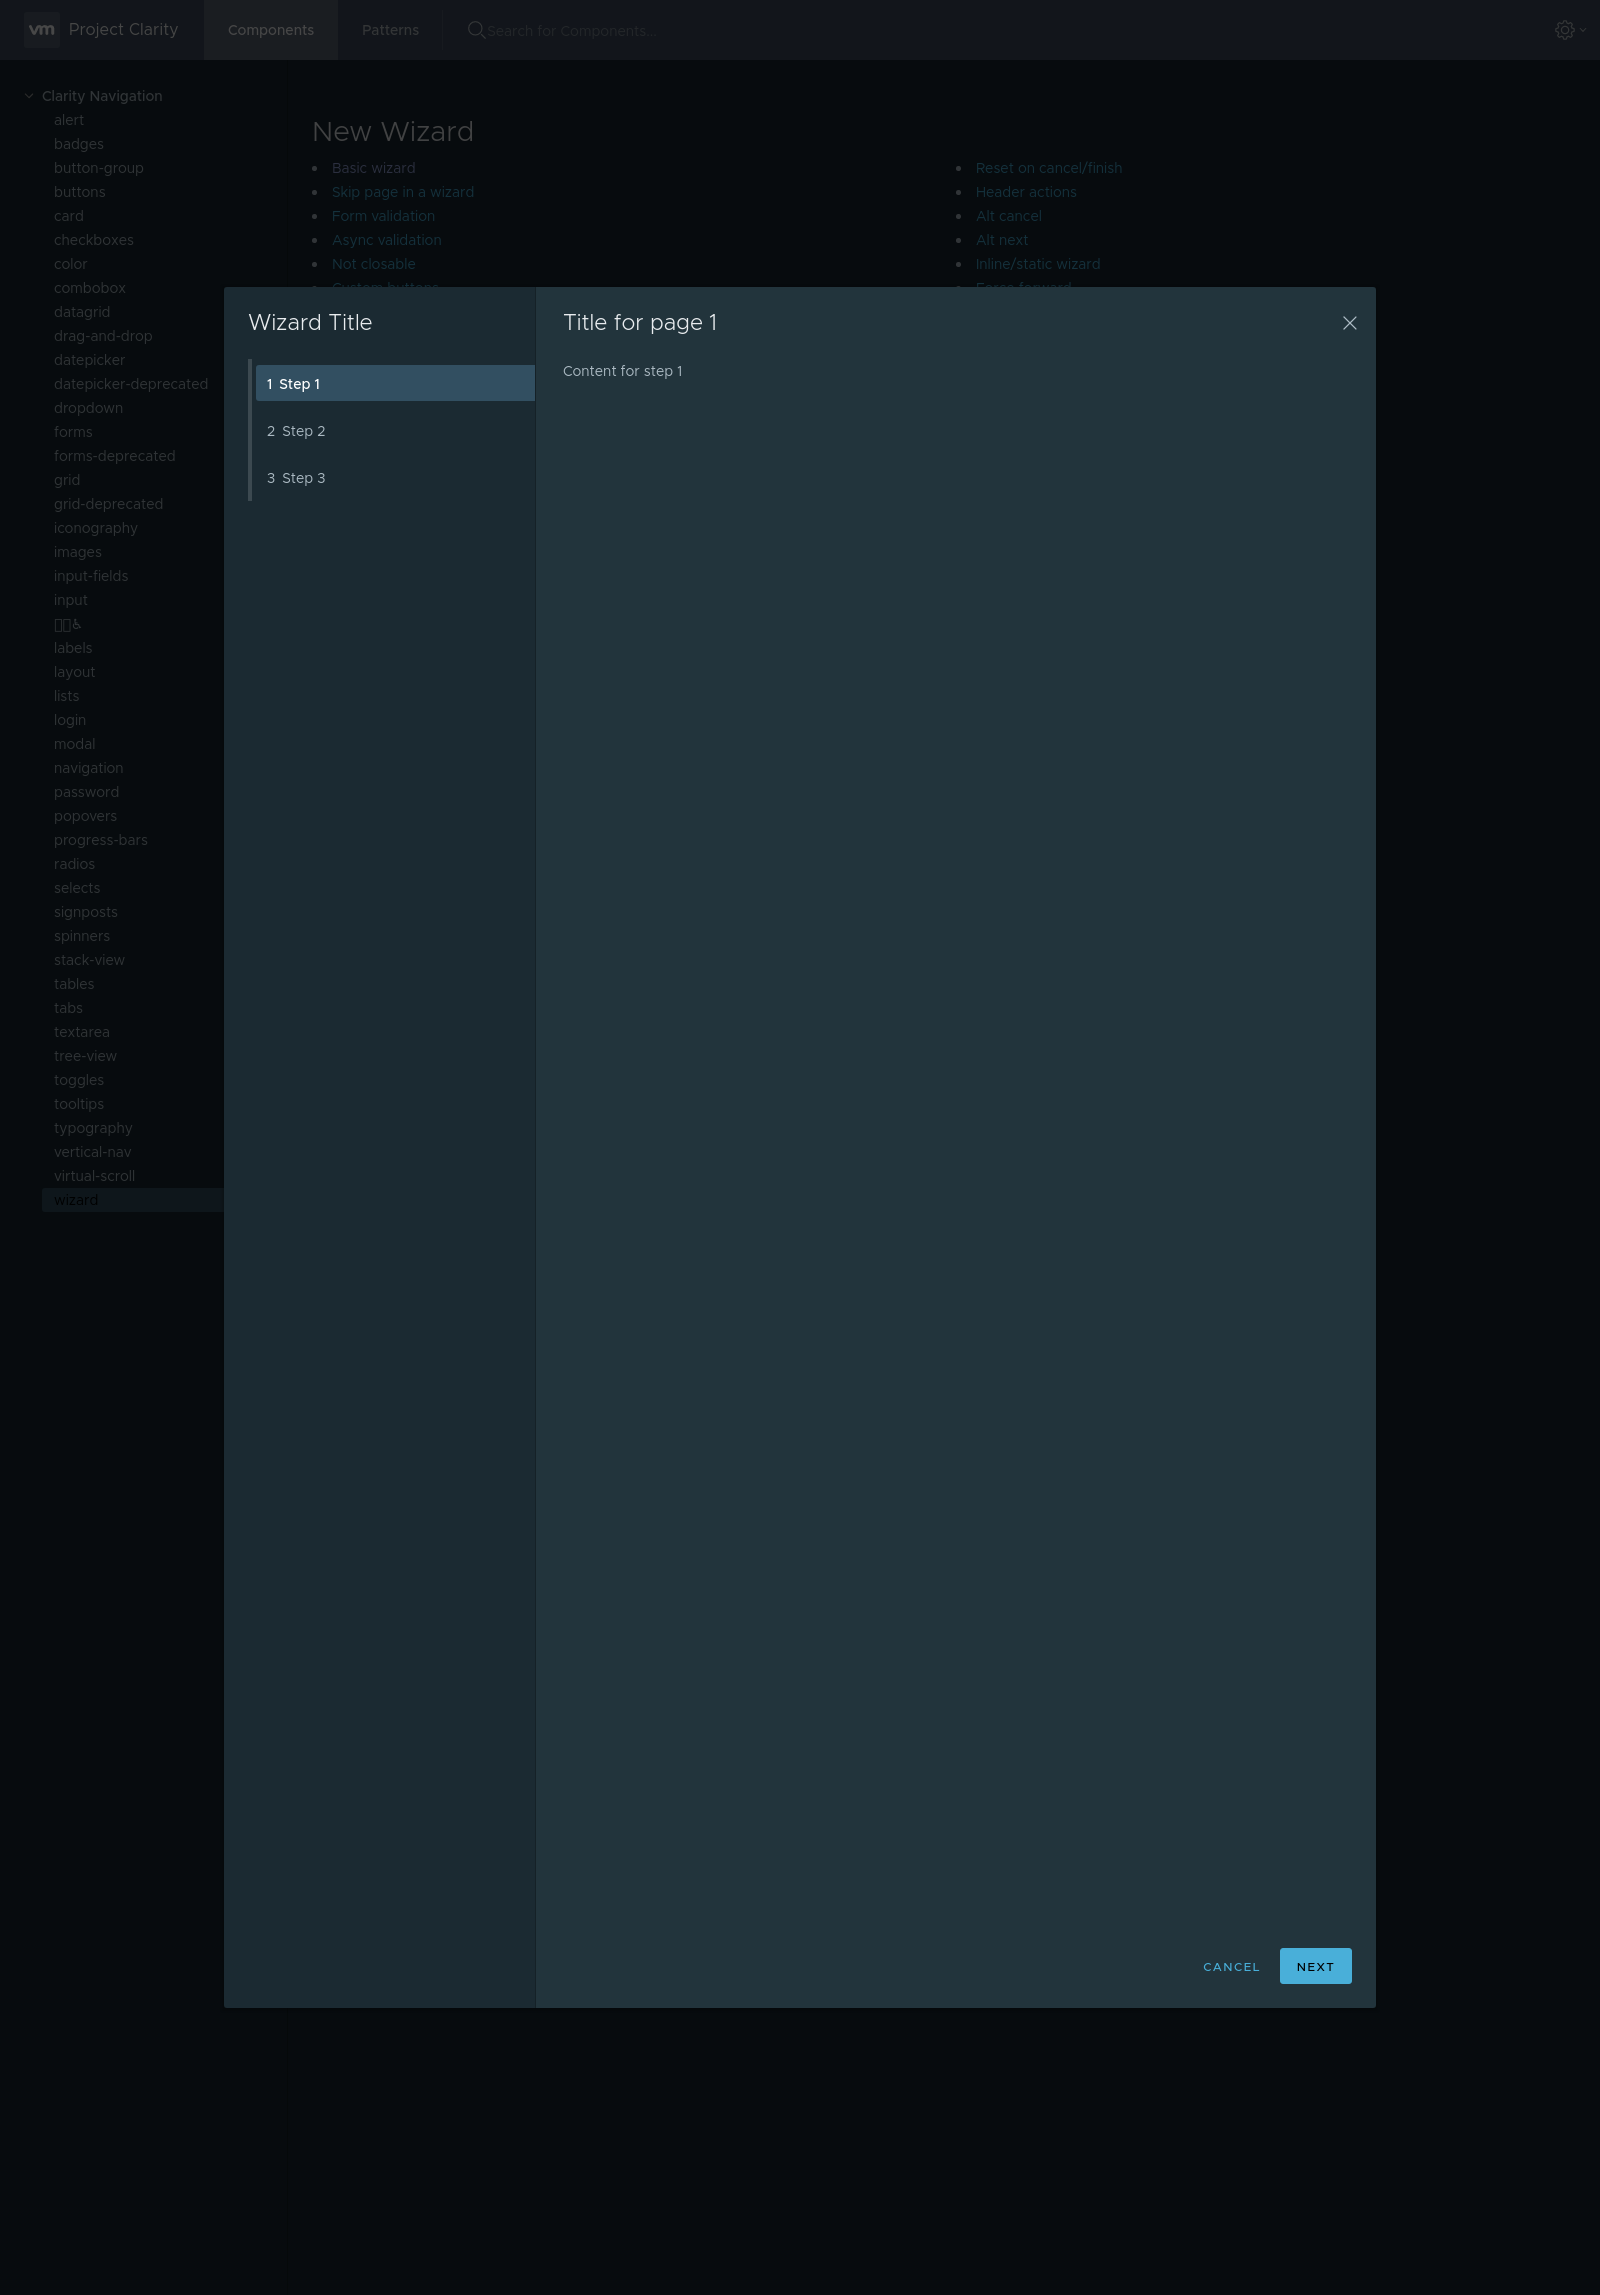 vm Project Clarity Components Patterns Search for Components...
Clarity Navigation
alert
badges
button-group
buttons
card
checkboxes
color
combobox
datagrid
drag-and-drop
datepicker
datepicker-deprecated
dropdown
forms
forms-deprecated
grid
grid-deprecated
iconography
images
input-fields
input
labels
layout
lists
login
modal
navigation
password
popovers
progress-bars
radios
selects
signposts
spinners
stack-view
tables
tabs
textarea
tree-view
toggles
tooltips
typography
vertical-nav
virtual-scroll
wizard
New Wizard
Basic wizard
Skip page in a wizard
Form validation
Async validation
Not closable
Custom buttons
Reset on cancel/finish
Header actions
Alt cancel
Alt next
Inline/static wizard
Force forward
Wizard Title
1 Step 1
2 Step 2
3 Step 3
Title for page 1
Content for step 1
CANCEL NEXT